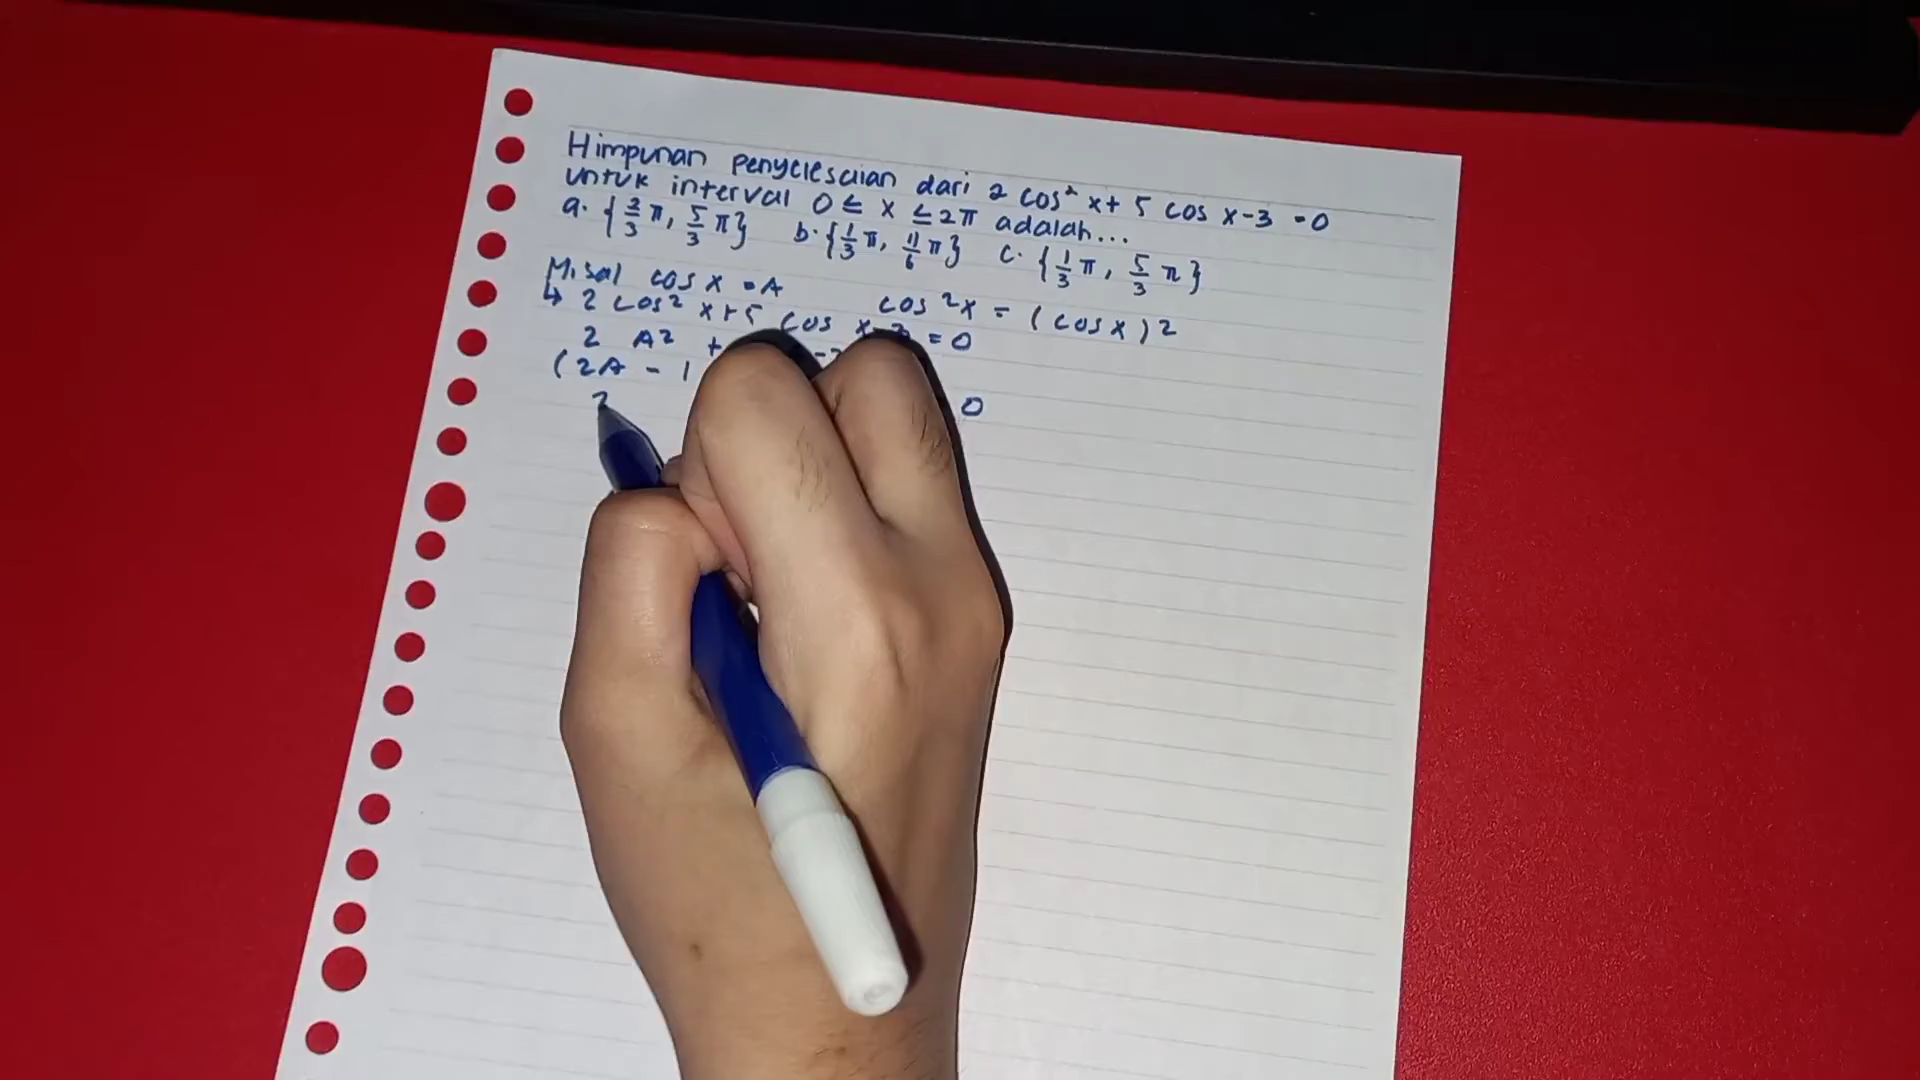 Himpunan penyelesaian dari 2 cos² x + 5 cos x - 3 = 0
untuk interval 0 ≤ x ≤ 2π adalah...
a. {2/3 π, 5/3 π} b. {1/3 π, 11/6 π} c. {1/3 π, 5/3 π}
Misal cos x = A cos ²x = (cos x)²
↳ 2 cos² x + 5 cos x - 3 = 0
2 A² +
(2A - 1
0